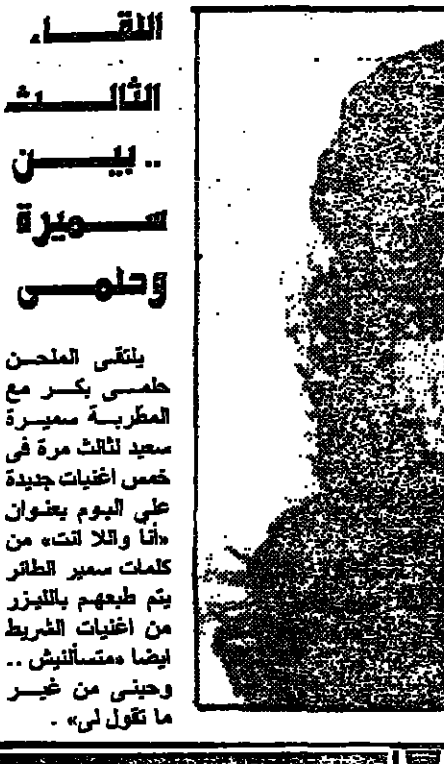 اللقاء
الثالث
.. بين
سميرة
وحلمى
يلتقى الملحن
حلمى بكر مع
المطربة سميرة
سعيد لثالث مرة فى
خمس اغنيات جديدة
على البوم بعنوان
«أنا واللا انت» من
كلمات سمير الطائر
يتم طبعهم بالليزر
من اغنيات الشريط
ايضا «متسألنيش ..
وحبنى من غير
ما تقول لى» .